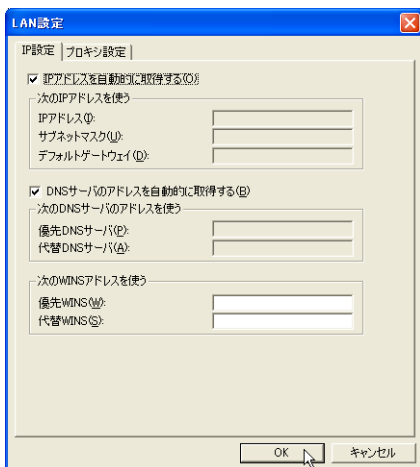 LAN設定
IP設定 プロキシ設定
IPアドレスを自動的に取得する(O)
次のIPアドレスを使う
IPアドレス(I):
サブネットマスク(U):
デフォルトゲートウェイ(D):
DNSサーバのアドレスを自動的に取得する(B)
次のDNSサーバのアドレスを使う
優先DNSサーバ(P):
代替DNSサーバ(A):
次のWINSアドレスを使う
優先WINS(W):
代替WINS(S):
OK キャンセル